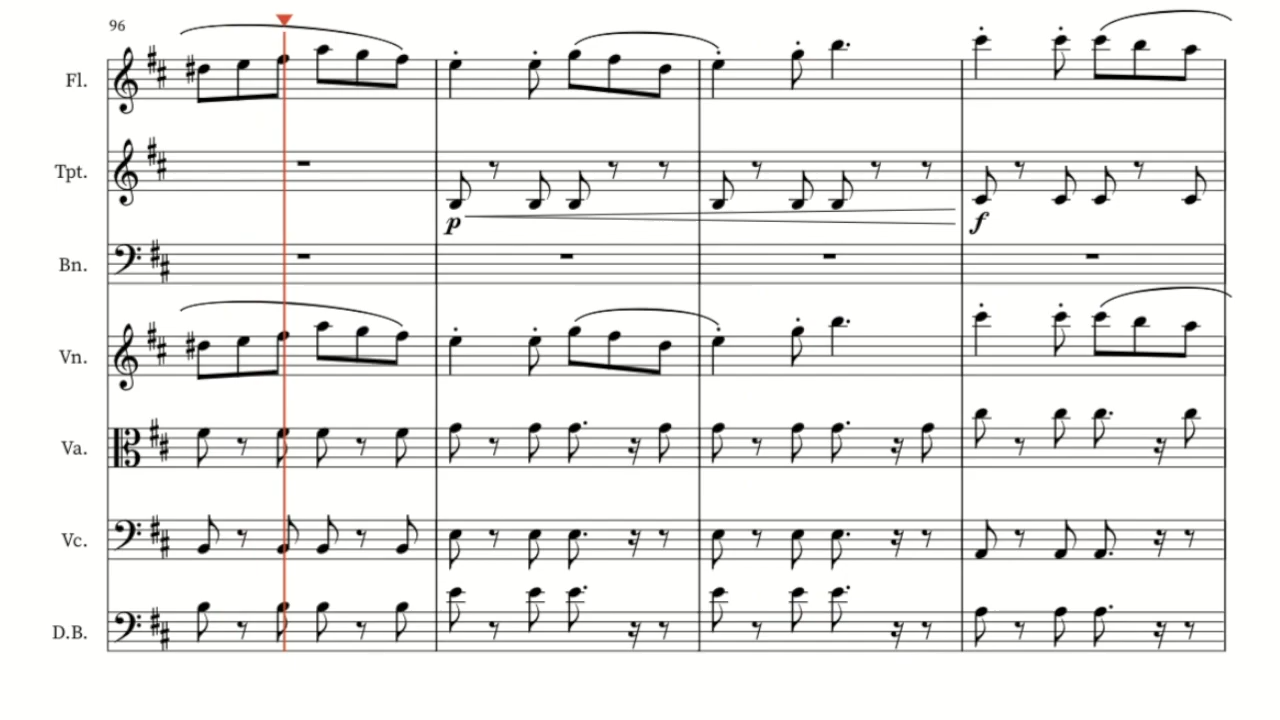 96
Fl.
Tpt.
p f
Bn.
Vn.
Va.
Vc.
D.B.